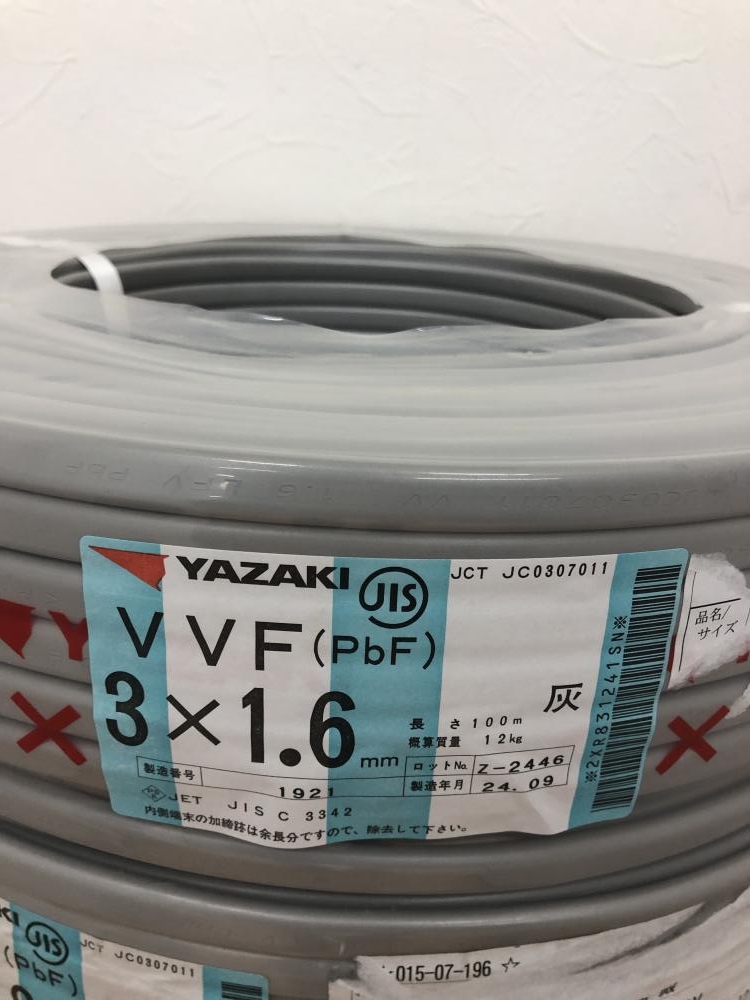 YAZAKI JIS JCT JC0307011
VVF(PbF)
3×1.6mm
灰
長さ 100m
概算質量 12kg
製造番号 1921
ロットNo. Z-2446
製造年月 24.09
JET JIS C 3342
内側端末の加締跡は余長分ですので、除去して下さい。
※2XR831241SN※
品名/
サイズ
JIS JCT JC0307011
(PbF)
015-07-196 ☆